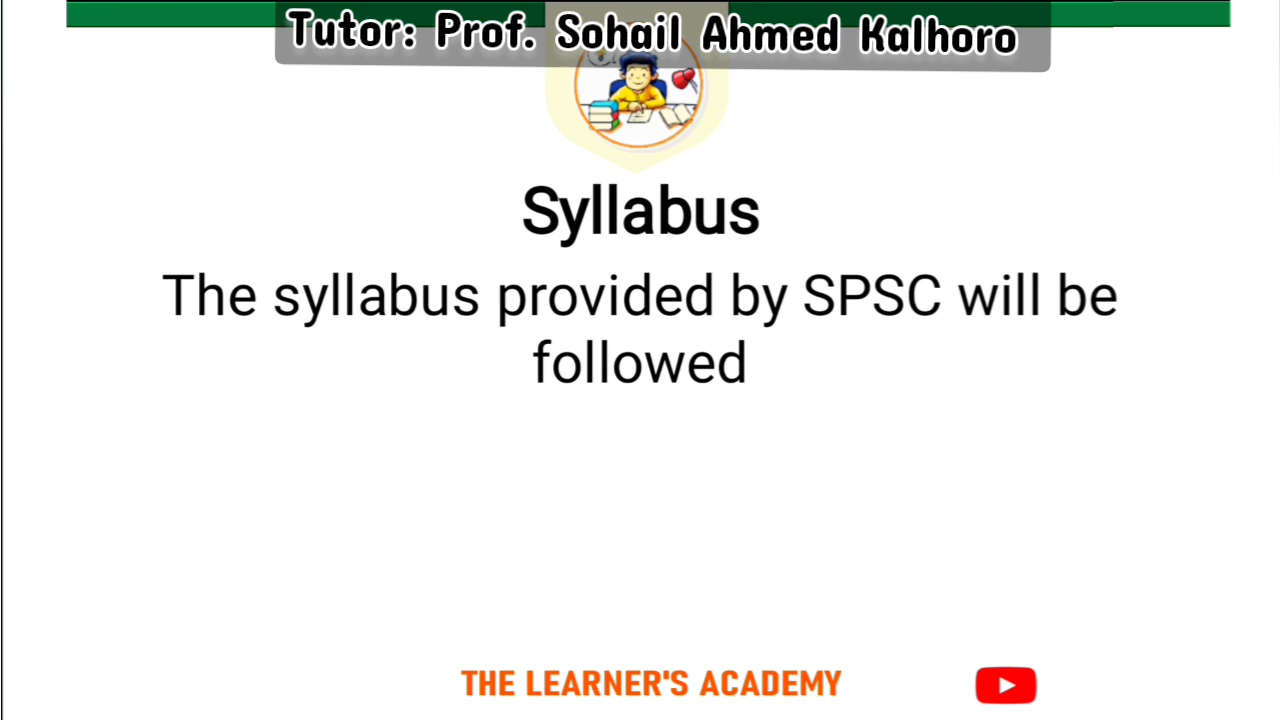 Tutor: Prof. Sohail Ahmed Kalhoro
Syllabus
The syllabus provided by SPSC will be
followed
THE LEARNER'S ACADEMY